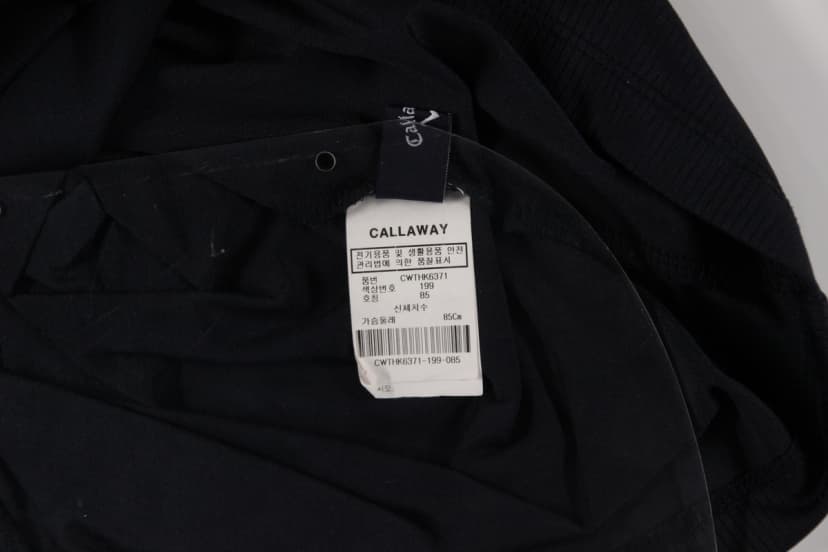 Calla
CALLAWAY
전기용품 및 생활용품 안전
관리법에 의한 품질표시
품번 CWTHK6371
색상번호 199
호칭 85
신체치수
가슴둘레 85Cm
CWTHK6371-199-085